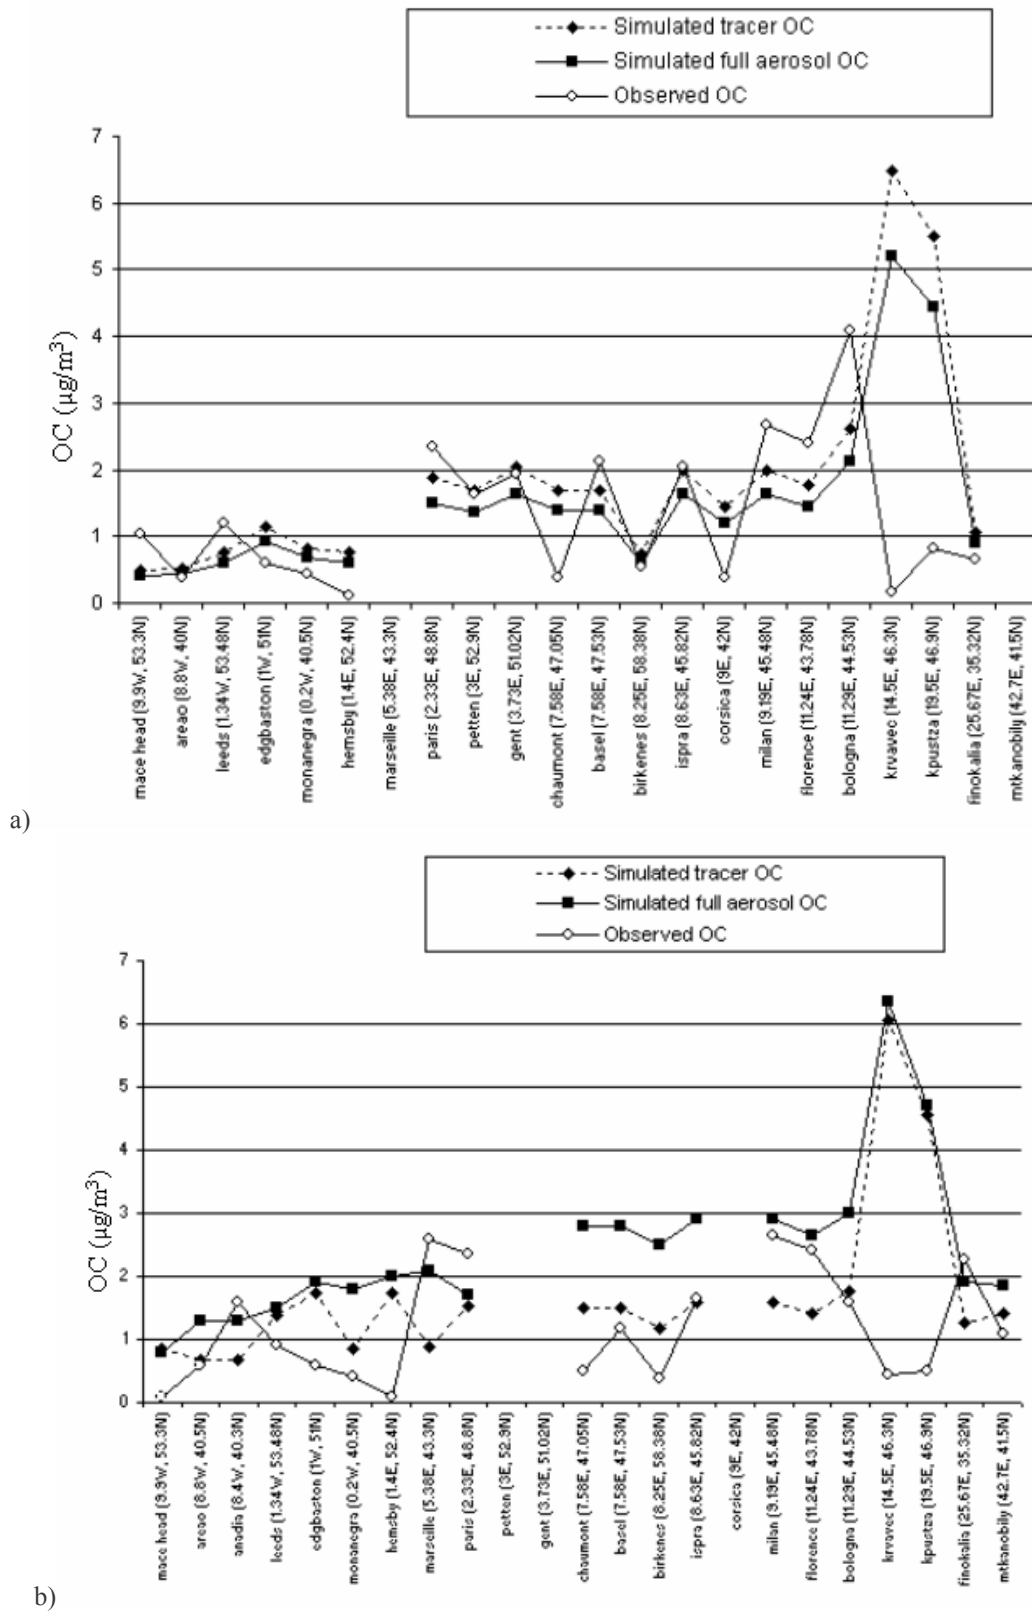 Simulated tracer OC
Simulated full aerosol OC
Observed OC
7
6
5
4
3
2
1
0
OC (μg/m³)
mace head (9.9W, 53.3N)
areao (8.8W, 40N)
leeds (1.34W, 53.48N)
edgbaston (1W, 51N)
monanegra (0.2W, 40.5N)
hemsby (1.4E, 52.4N)
marseille (5.38E, 43.3N)
paris (2.33E, 48.8N)
petten (3E, 52.9N)
gent (3.73E, 51.02N)
chaumont (7.58E, 47.05N)
basel (7.58E, 47.53N)
birkenes (8.25E, 58.38N)
ispra (8.63E, 45.82N)
corsica (9E, 42N)
milan (9.19E, 45.48N)
florence (11.24E, 43.78N)
bologna (11.29E, 44.53N)
krvavec (14.5E, 46.3N)
kpustza (19.5E, 46.9N)
finokalia (25.67E, 35.32N)
mtkanobily (42.7E, 41.5N)
a)
Simulated tracer OC
Simulated full aerosol OC
Observed OC
7
6
5
4
3
2
1
0
OC (μg/m³)
mace head (9.9W, 53.3N)
areao (8.8W, 40.5N)
anadia (8.4W, 40.3N)
leeds (1.34W, 53.48N)
edgbaston (1W, 51N)
monanegra (0.2W, 40.5N)
hemsby (1.4E, 52.4N)
marseille (5.38E, 43.3N)
paris (2.33E, 48.8N)
petten (3E, 52.9N)
gent (3.73E, 51.02N)
chaumont (7.58E, 47.05N)
basel (7.58E, 47.53N)
birkenes (8.25E, 58.38N)
ispra (8.63E, 45.82N)
corsica (9E, 42N)
milan (9.19E, 45.48N)
florence (11.24E, 43.78N)
bologna (11.29E, 44.53N)
krvavec (14.5E, 46.3N)
kpustza (19.5E, 46.9N)
finokalia (25.67E, 35.32N)
mtkanobily (42.7E, 41.5N)
b)